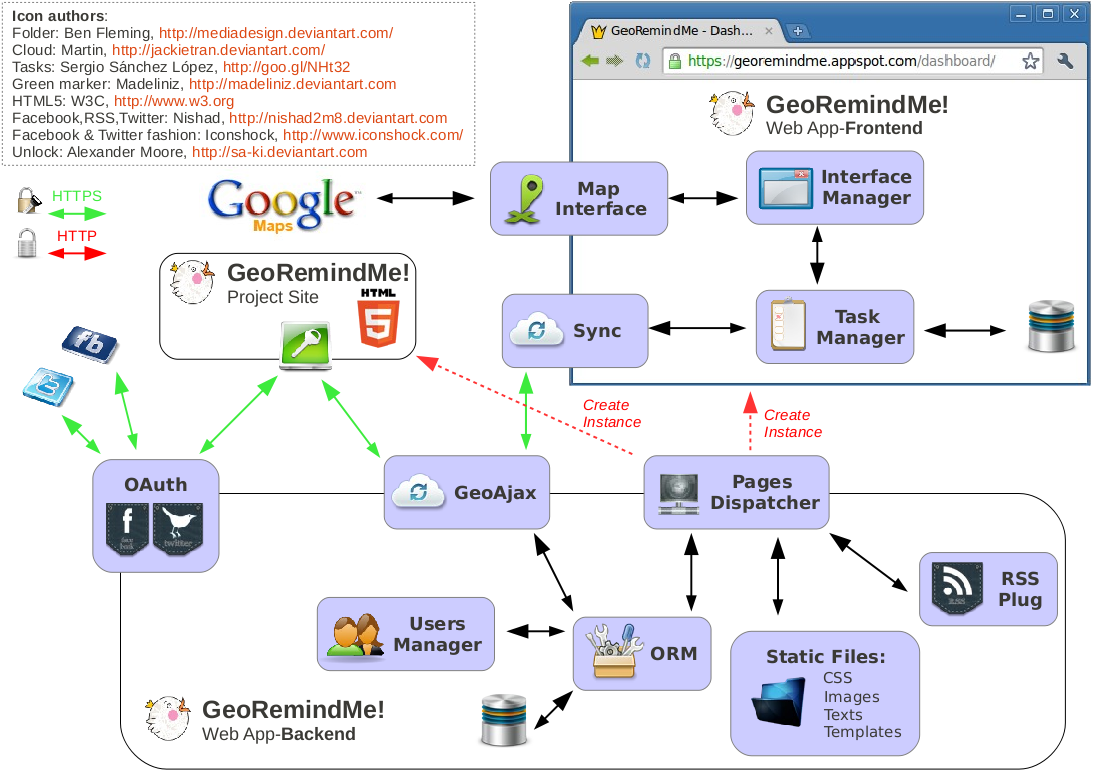 Icon authors:
Folder: Ben Fleming, http://mediadesign.deviantart.com/
Cloud: Martin, http://jackietran.deviantart.com/
Tasks: Sergio Sánchez López, http://goo.gl/NHt32
Green marker: Madeliniz, http://madeliniz.deviantart.com
HTML5: W3C, http://www.w3.org
Facebook,RSS,Twitter: Nishad, http://nishad2m8.deviantart.com
Facebook & Twitter fashion: Iconshock, http://www.iconshock.com/
Unlock: Alexander Moore, http://sa-ki.deviantart.com
GeoRemindMe - Dash...
https://georemindme.appspot.com/dashboard/
GeoRemindMe!
Web App-Frontend
HTTPS
HTTP
Google
Maps
Map
Interface
Interface
Manager
GeoRemindMe!
Project Site
HTML
5
Sync
Task
Manager
fb
Create
Instance
Create
Instance
OAuth
f
face
book
twitter
GeoAjax
Pages
Dispatcher
RSS
Plug
Users
Manager
ORM
Static Files:
CSS
Images
Texts
Templates
GeoRemindMe!
Web App-Backend